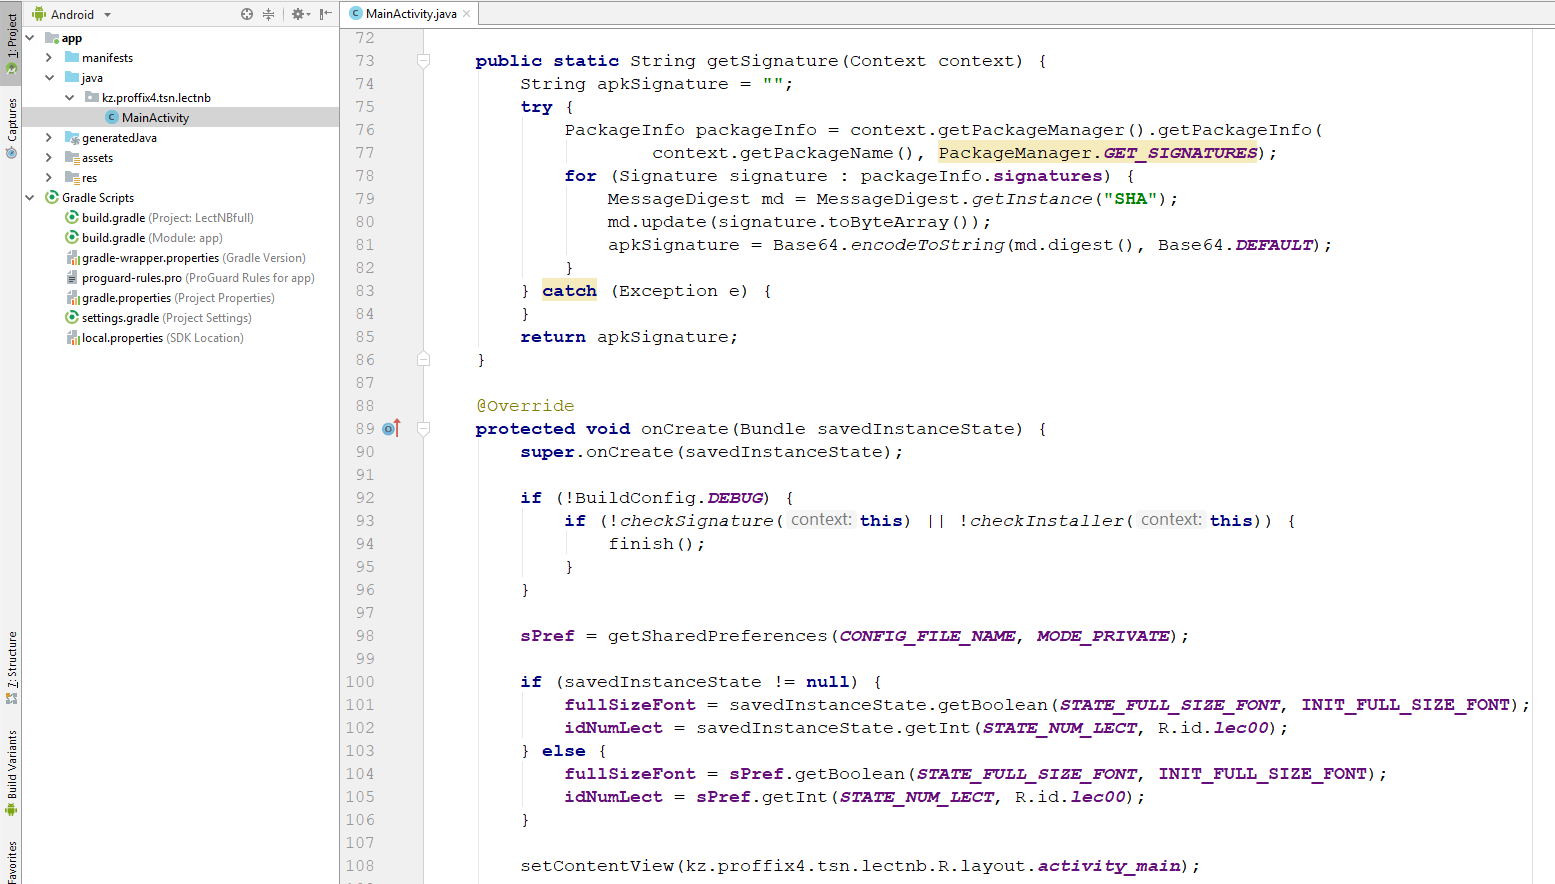 Android
MainActivity.java
1: Project
Captures
7: Structure
Build Variants
Favorites
app
manifests
java
kz.proffix4.tsn.lectnb
MainActivity
generatedJava
assets
res
Gradle Scripts
build.gradle (Project: LectNBfull)
build.gradle (Module: app)
gradle-wrapper.properties (Gradle Version)
proguard-rules.pro (ProGuard Rules for app)
gradle.properties (Project Properties)
settings.gradle (Project Settings)
local.properties (SDK Location)
72
73 public static String getSignature(Context context) {
74 String apkSignature = "";
75 try {
76 PackageInfo packageInfo = context.getPackageManager().getPackageInfo(
77 context.getPackageName(), PackageManager.GET_SIGNATURES);
78 for (Signature signature : packageInfo.signatures) {
79 MessageDigest md = MessageDigest.getInstance("SHA");
80 md.update(signature.toByteArray());
81 apkSignature = Base64.encodeToString(md.digest(), Base64.DEFAULT);
82 }
83 } catch (Exception e) {
84 }
85 return apkSignature;
86 }
87
88 @Override
89 protected void onCreate(Bundle savedInstanceState) {
90 super.onCreate(savedInstanceState);
91
92 if (!BuildConfig.DEBUG) {
93 if (!checkSignature( context: this) || !checkInstaller( context: this)) {
94 finish();
95 }
96 }
97
98 sPref = getSharedPreferences(CONFIG_FILE_NAME, MODE_PRIVATE);
99
100 if (savedInstanceState != null) {
101 fullSizeFont = savedInstanceState.getBoolean(STATE_FULL_SIZE_FONT, INIT_FULL_SIZE_FONT);
102 idNumLect = savedInstanceState.getInt(STATE_NUM_LECT, R.id.lec00);
103 } else {
104 fullSizeFont = sPref.getBoolean(STATE_FULL_SIZE_FONT, INIT_FULL_SIZE_FONT);
105 idNumLect = sPref.getInt(STATE_NUM_LECT, R.id.lec00);
106 }
107
108 setContentView(kz.proffix4.tsn.lectnb.R.layout.activity_main);